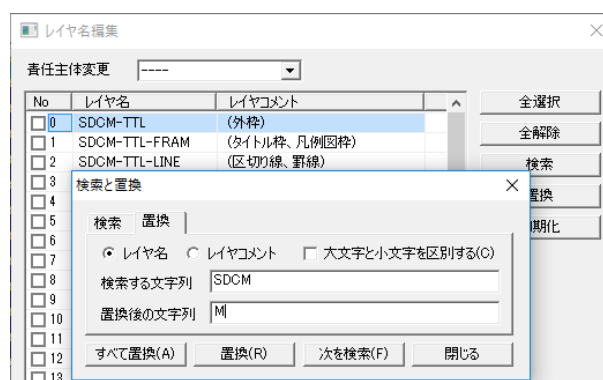 レイヤ名編集
責任主体変更 ----
No レイヤ名 レイヤコメント
0 SDCM-TTL (外枠) 全選択
1 SDCM-TTL-FRAM (タイトル枠、凡例図枠) 全解除
2 SDCM-TTL-LINE (区切り線、罫線) 検索
3
検索と置換
4
置換
5
検索 置換
期化
6
レイヤ名 レイヤコメント 大文字と小文字を区別する(C)
7
8
検索する文字列 SDCM
9
10
置換後の文字列 M
11
12
すべて置換(A) 置換(R) 次を検索(F) 閉じる
13